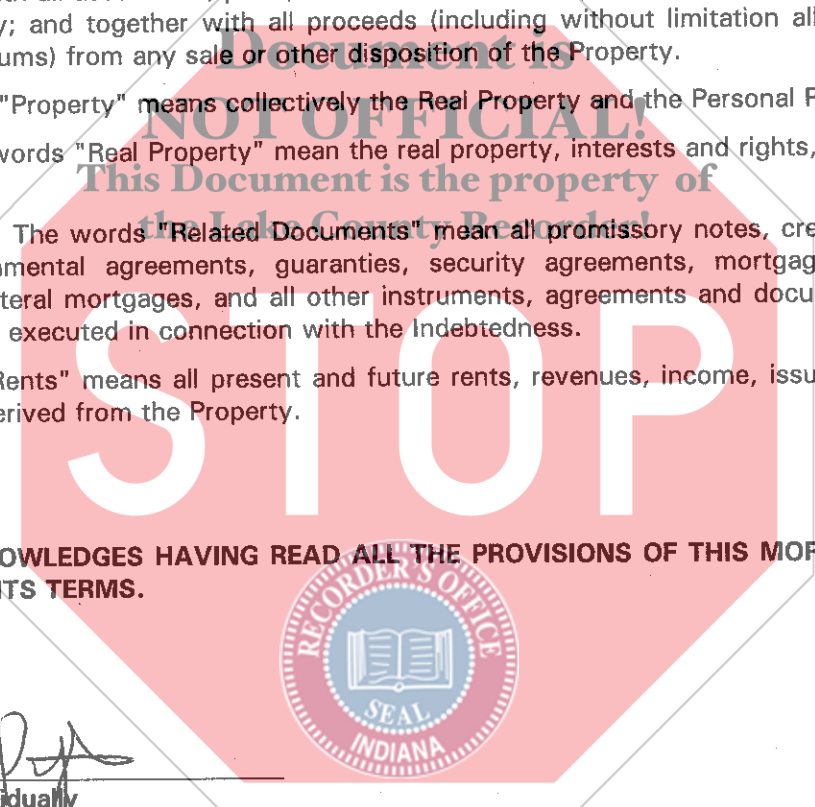 y; and together with all proceeds (including without limitation all
ums) from any sale or other disposition of the Property.
Document is
"Property" means collectively the Real Property and the Personal P
NOT OFFICIAL!
words "Real Property" mean the real property, interests and rights,
This Document is the property of
the Lake County Recorder!
The words "Related Documents" mean all promissory notes, cre
mental agreements, guaranties, security agreements, mortgag
teral mortgages, and all other instruments, agreements and docu
executed in connection with the Indebtedness.
Rents" means all present and future rents, revenues, income, issu
erived from the Property.
STOP
OWLEDGES HAVING READ ALL THE PROVISIONS OF THIS MOR
ITS TERMS.
RECORDER'S OFFICE
SEAL
INDIANA
idually